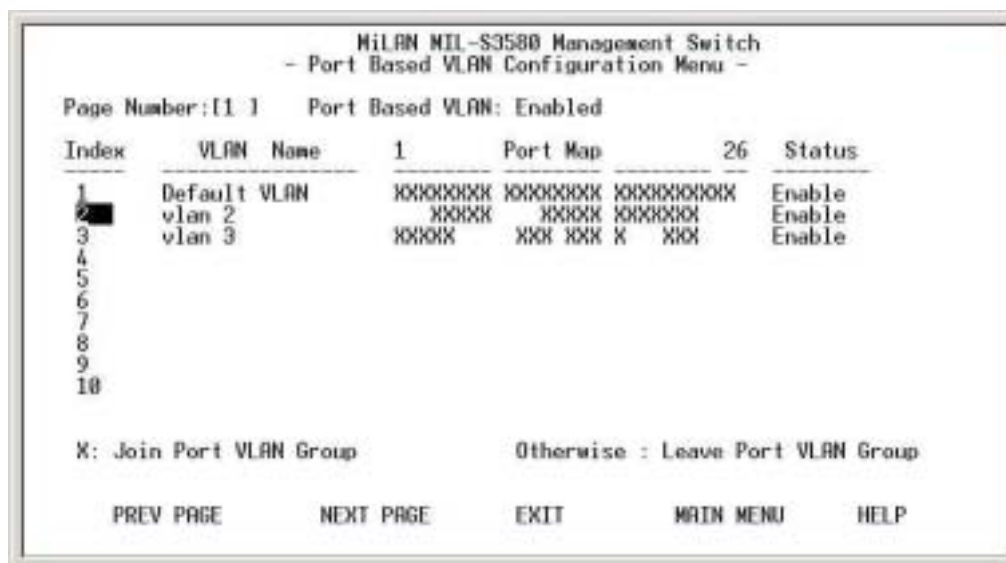 MiLAN MIL-S3580 Management Switch
- Port Based VLAN Configuration Menu -
Page Number:[1 ]    Port Based VLAN: Enabled
Index    VLAN Name    1    Port Map    26    Status
-----  ----------------  -------- -------- -------- --  --------
1    Default VLAN    XXXXXXXX XXXXXXXX XXXXXXXXXX    Enable
2    vlan 2    XXXXX    XXXXX XXXXXXX    Enable
3    vlan 3    XXXXX    XXX XXX X    XXX    Enable
4
5
6
7
8
9
10
X: Join Port VLAN Group    Otherwise : Leave Port VLAN Group
PREV PAGE    NEXT PAGE    EXIT    MAIN MENU    HELP